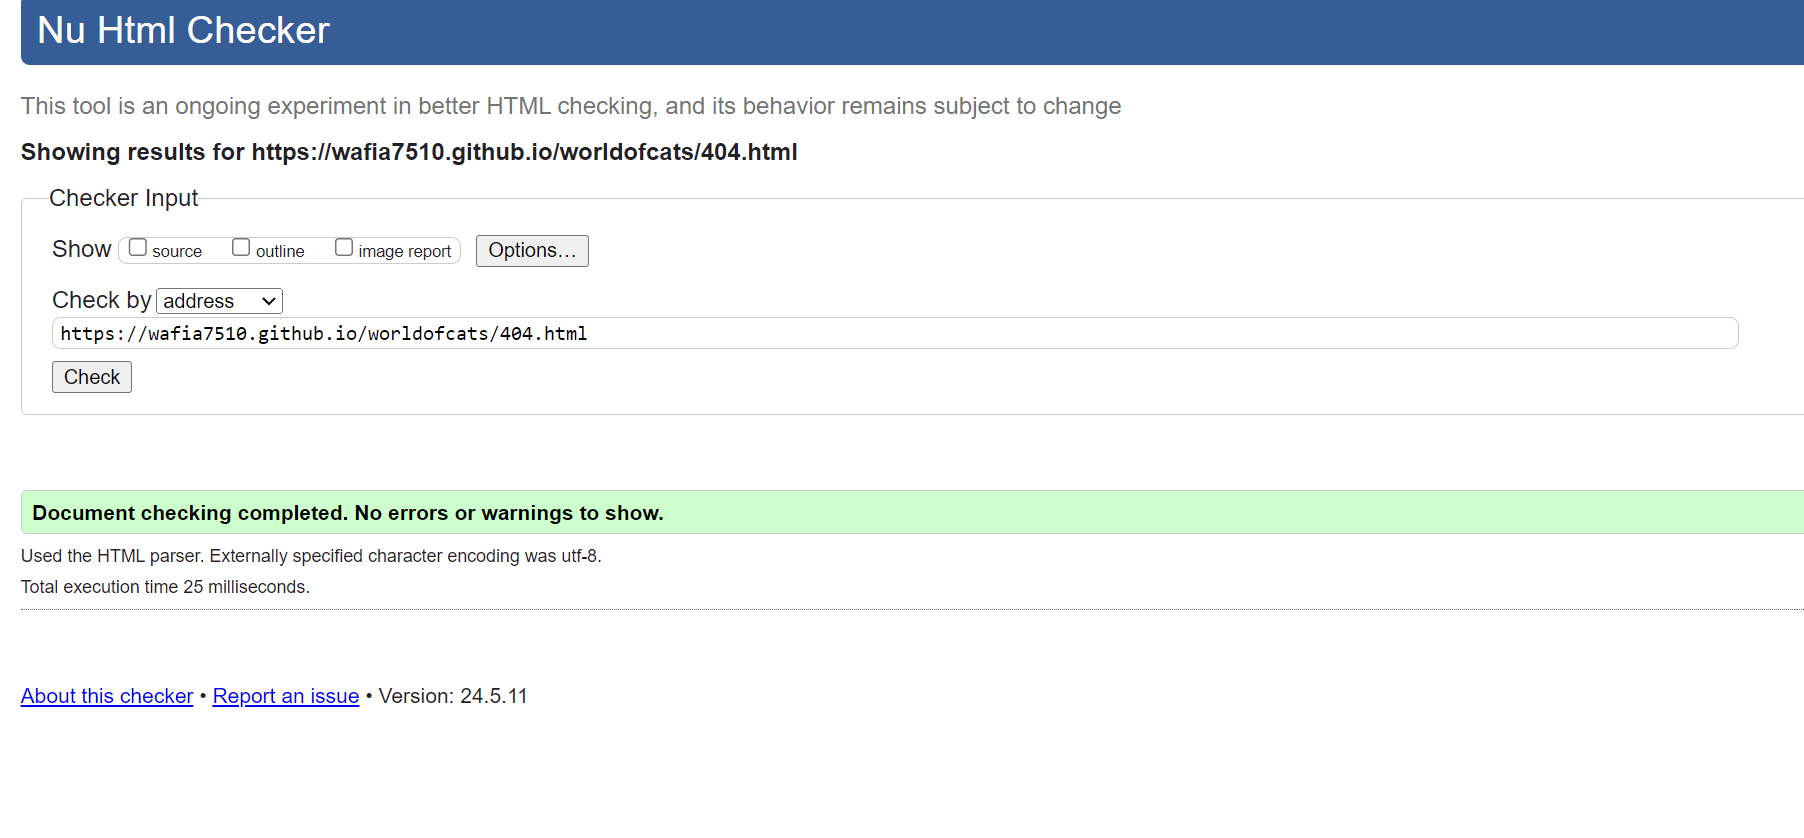 Nu Html Checker
This tool is an ongoing experiment in better HTML checking, and its behavior remains subject to change
Showing results for https://wafia7510.github.io/worldofcats/404.html
Checker Input
Show source outline image report Options...
Check by address
https://wafia7510.github.io/worldofcats/404.html
Check
Document checking completed. No errors or warnings to show.
Used the HTML parser. Externally specified character encoding was utf-8.
Total execution time 25 milliseconds.
About this checker • Report an issue • Version: 24.5.11